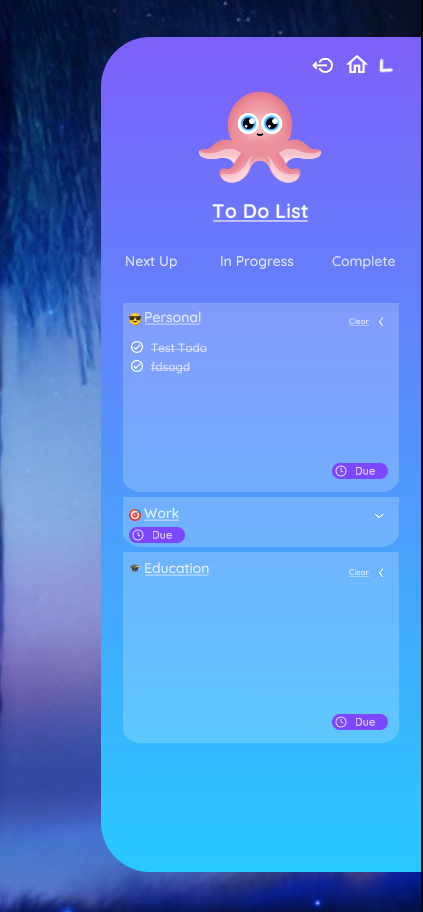 To Do List
Next Up
In Progress
Complete
Personal
Clear
Test Todo
fdsagd
Due
Work
Due
Education
Clear
Due